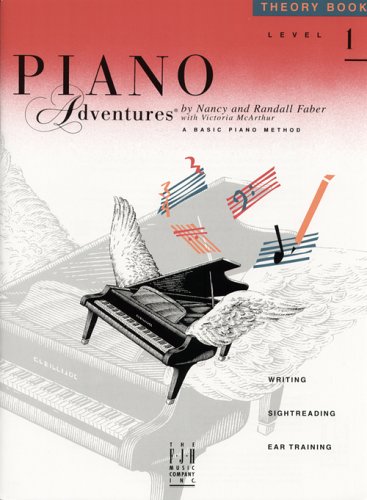 THEORY BOOK
LEVEL 1
PIANO
Adventures®
by Nancy and Randall Faber
with Victoria McArthur
A BASIC PIANO METHOD
WRITING
SIGHTREADING
EAR TRAINING
THE
F·J·H
MUSIC
COMPANY
INC.